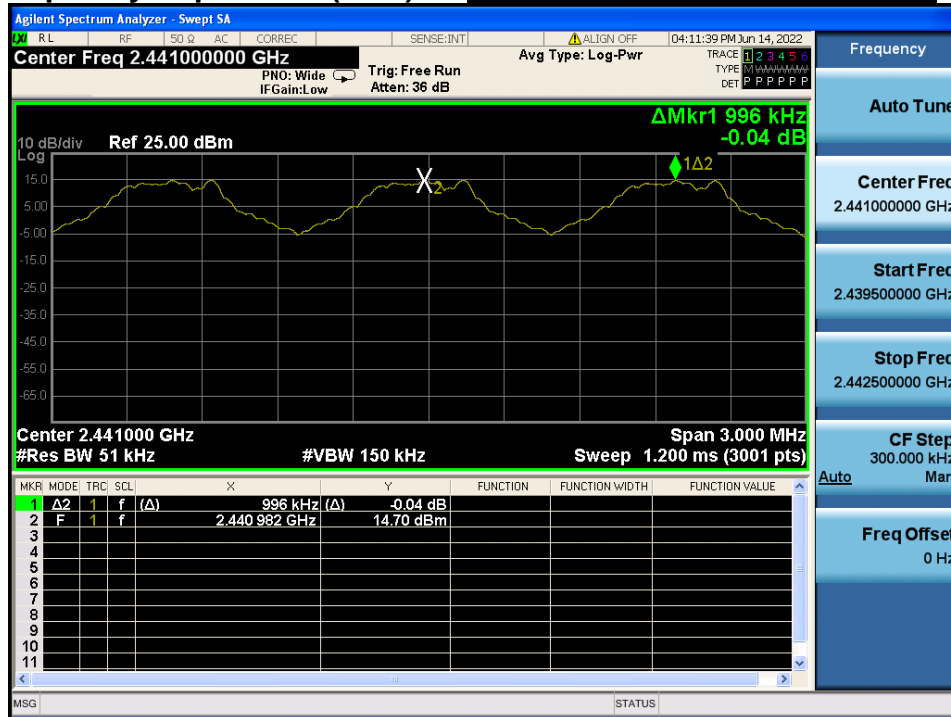 Agilent Spectrum Analyzer - Swept SA
LXI RL RF 50 Ω AC CORREC SENSE:INT ALIGN OFF 04:11:39 PM Jun 14, 2022
Center Freq 2.441000000 GHz
PNO: Wide
IFGain:Low
Trig: Free Run
Atten: 36 dB
Avg Type: Log-Pwr
TRACE 1 2 3 4 5 6
TYPE M
DET P P P P P P
ΔMkr1 996 kHz
-0.04 dB
10 dB/div Ref 25.00 dBm
Log
1Δ2
15.0
2
5.00
-5.00
-15.0
-25.0
-35.0
-45.0
-55.0
-65.0
Center 2.441000 GHz Span 3.000 MHz
#Res BW 51 kHz #VBW 150 kHz Sweep 1.200 ms (3001 pts)
MKR MODE TRC SCL X Y FUNCTION FUNCTION WIDTH FUNCTION VALUE
1 Δ2 1 f (Δ) 996 kHz (Δ) -0.04 dB
2 F 1 f 2.440 982 GHz 14.70 dBm
3
4
5
6
7
8
9
10
11
MSG STATUS
Frequency
Auto Tune
Center Freq
2.441000000 GHz
Start Freq
2.439500000 GHz
Stop Freq
2.442500000 GHz
CF Step
300.000 kHz
Auto Man
Freq Offset
0 Hz